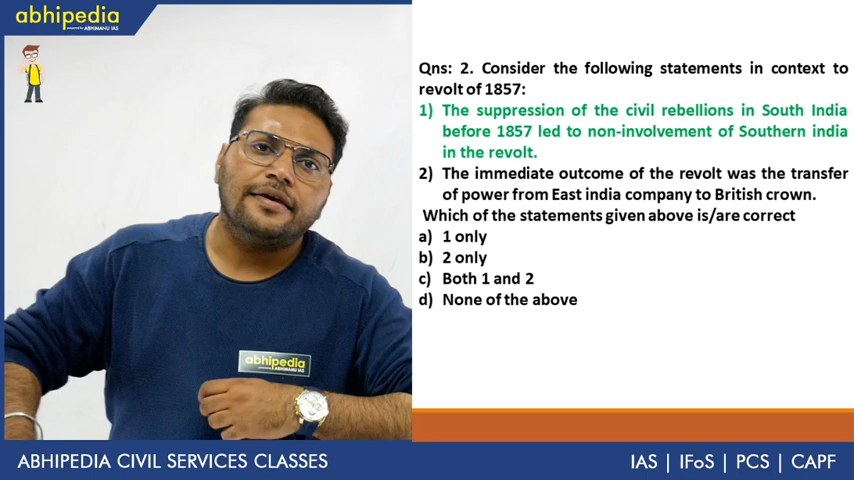 abhipedia
powered by ABHIMANU IAS
Qns: 2. Consider the following statements in context to
revolt of 1857:
1) The suppression of the civil rebellions in South India
before 1857 led to non-involvement of Southern india
in the revolt.
2) The immediate outcome of the revolt was the transfer
of power from East india company to British crown.
Which of the statements given above is/are correct
a) 1 only
b) 2 only
c) Both 1 and 2
d) None of the above
abhipedia
powered by ABHIMANU IAS
ABHIPEDIA CIVIL SERVICES CLASSES
IAS | IFoS | PCS | CAPF